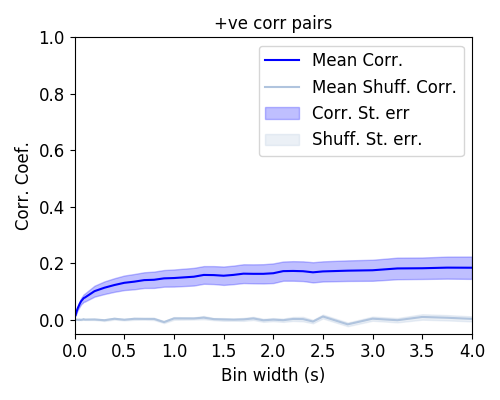 +ve corr pairs
1.0
0.8
0.6
0.4
0.2
0.0
Corr. Coef.
Mean Corr.
Mean Shuff. Corr.
Corr. St. err
Shuff. St. err.
0.0 0.5 1.0 1.5 2.0 2.5 3.0 3.5 4.0
Bin width (s)